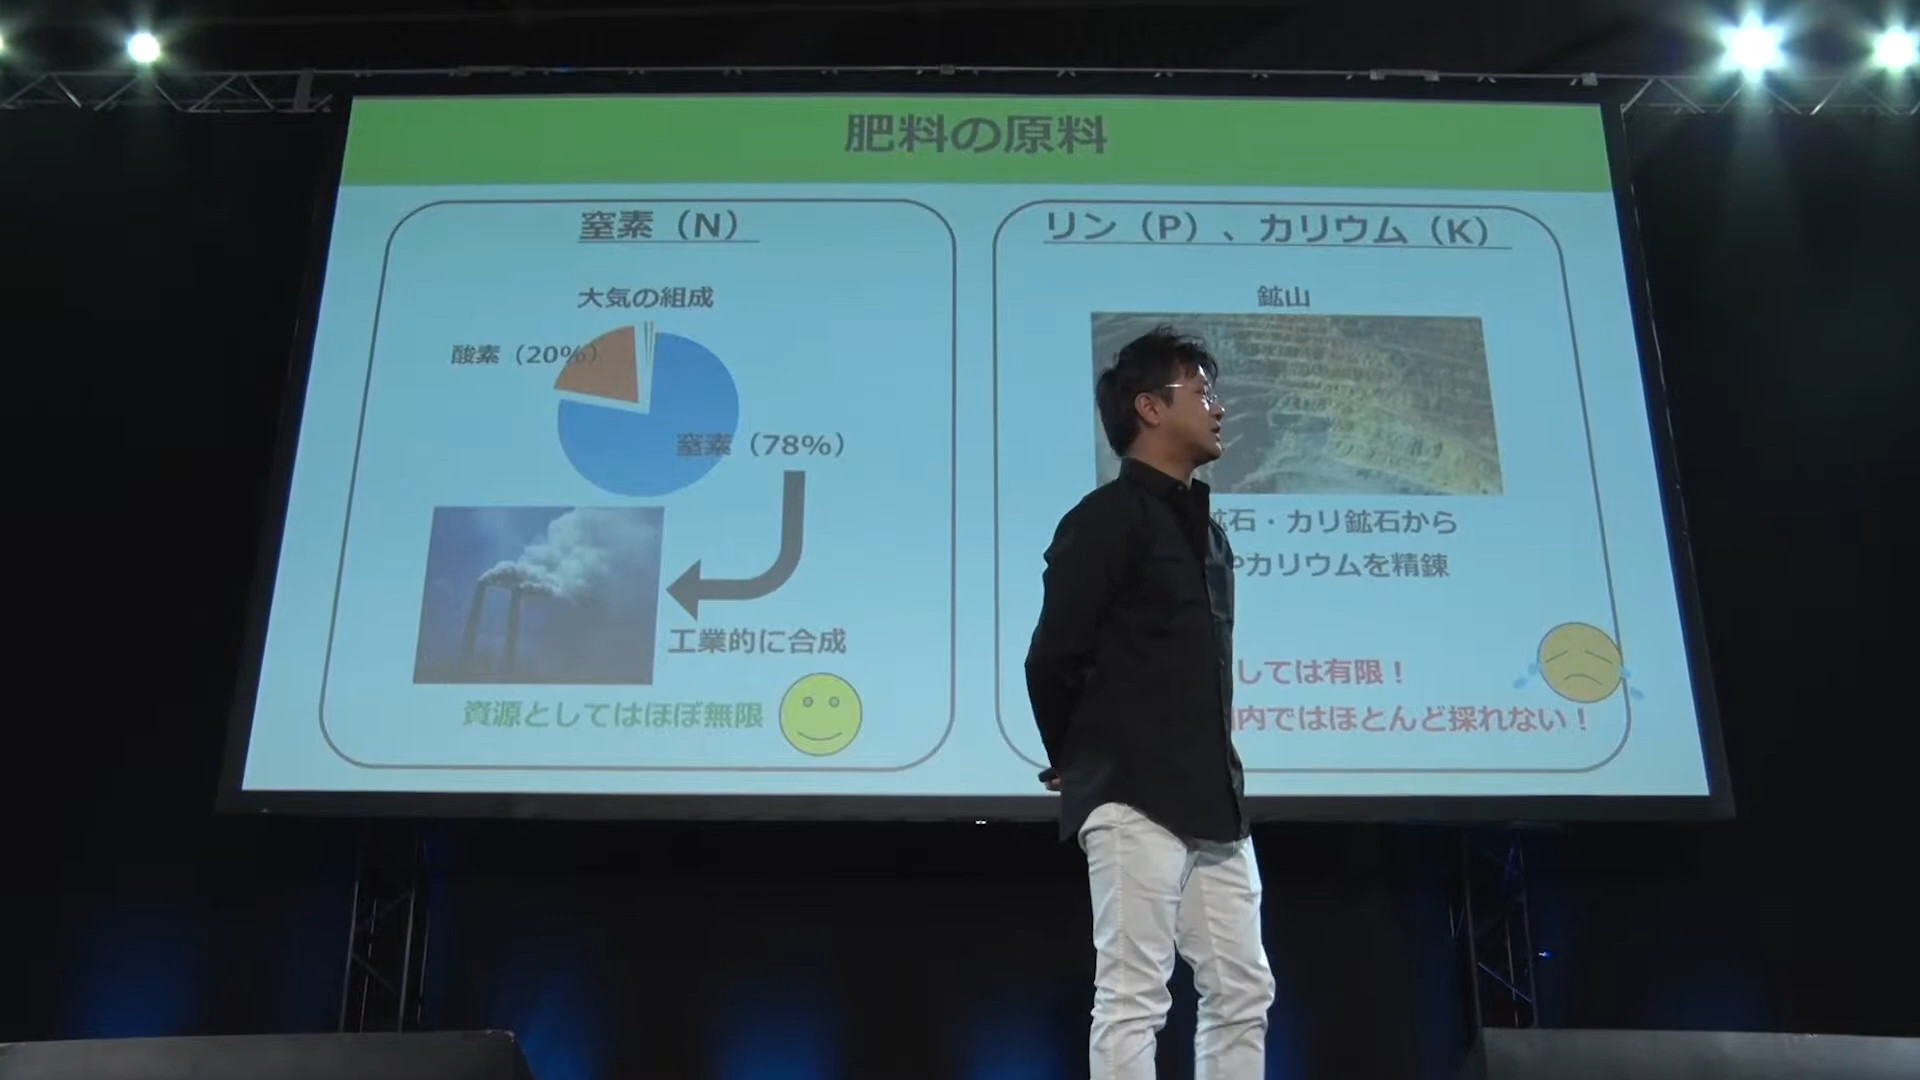 肥料の原料
窒素（N）
大気の組成
酸素（20%）
窒素（78%）
工業的に合成
資源としてはほぼ無限
リン（P）、カリウム（K）
鉱山
鉱石・カリ鉱石から
やカリウムを精錬
しては有限！
内ではほとんど採れない！